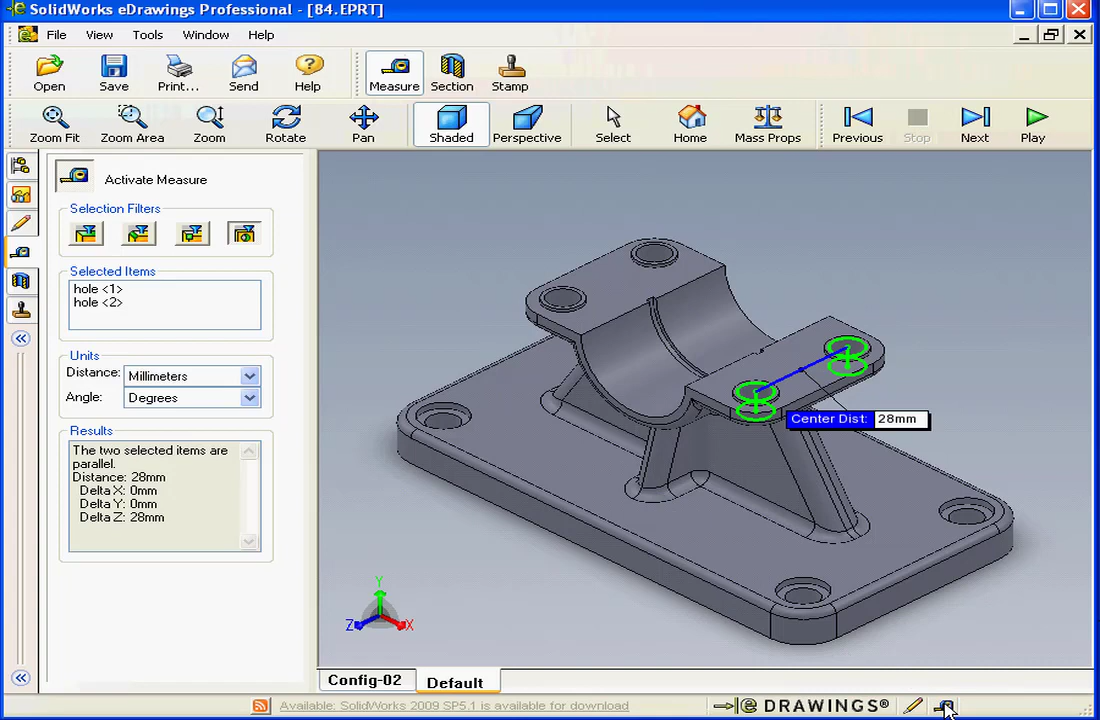 SolidWorks eDrawings Professional - [84.EPRT]
File View Tools Window Help
Open Save Print... Send Help Measure Section Stamp
Zoom Fit Zoom Area Zoom Rotate Pan Shaded Perspective Select Home Mass Props Previous Stop Next Play
Activate Measure
Selection Filters
Selected Items
hole <1>
hole <2>
Units
Distance: Millimeters
Angle: Degrees
Results
The two selected items are
parallel.
Distance: 28mm
Delta X: 0mm
Delta Y: 0mm
Delta Z: 28mm
Center Dist: 28mm
Y
Z X
Config-02 Default
Available: SolidWorks 2009 SP5.1 is available for download
e DRAWINGS®